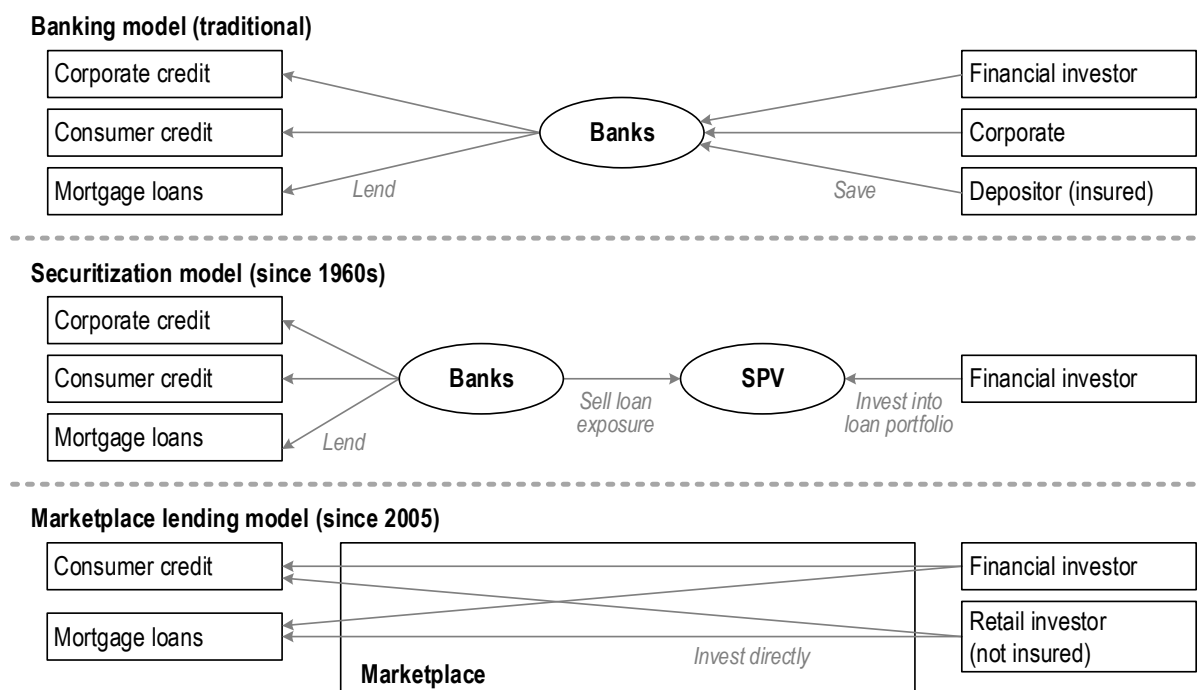 Banking model (traditional)
Corporate credit
Consumer credit
Mortgage loans
Lend
Banks
Save
Financial investor
Corporate
Depositor (insured)
Securitization model (since 1960s)
Corporate credit
Consumer credit
Mortgage loans
Lend
Banks
Sell loan
exposure
SPV
Invest into
loan portfolio
Financial investor
Marketplace lending model (since 2005)
Consumer credit
Mortgage loans
Marketplace
Invest directly
Financial investor
Retail investor
(not insured)